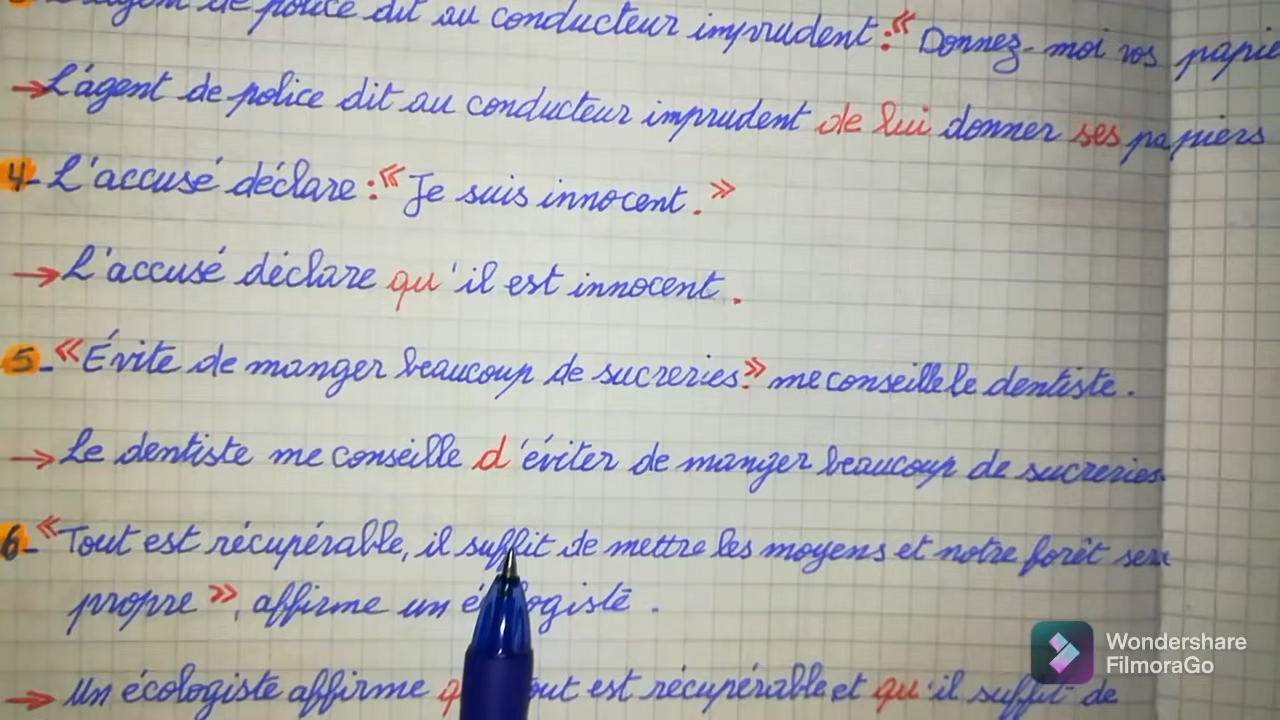 agent de police dit au conducteur imprudent : « Donnez-moi vos
→ L'agent de police dit au conducteur imprudent de lui donner ses papiers
4- L'accusé déclare : « Je suis innocent. »
→ L'accusé déclare qu'il est innocent.
5- « Évite de manger beaucoup de sucreries. » me conseille le dentiste.
→ Le dentiste me conseille d'éviter de manger beaucoup de sucreries
6- « Tout est récupérable, il suffit de mettre les moyens et notre forêt sera
propre », affirme un
→ Un écologiste affirme est récupérable et qu'il suffit de
Wondershare
FilmoraGo